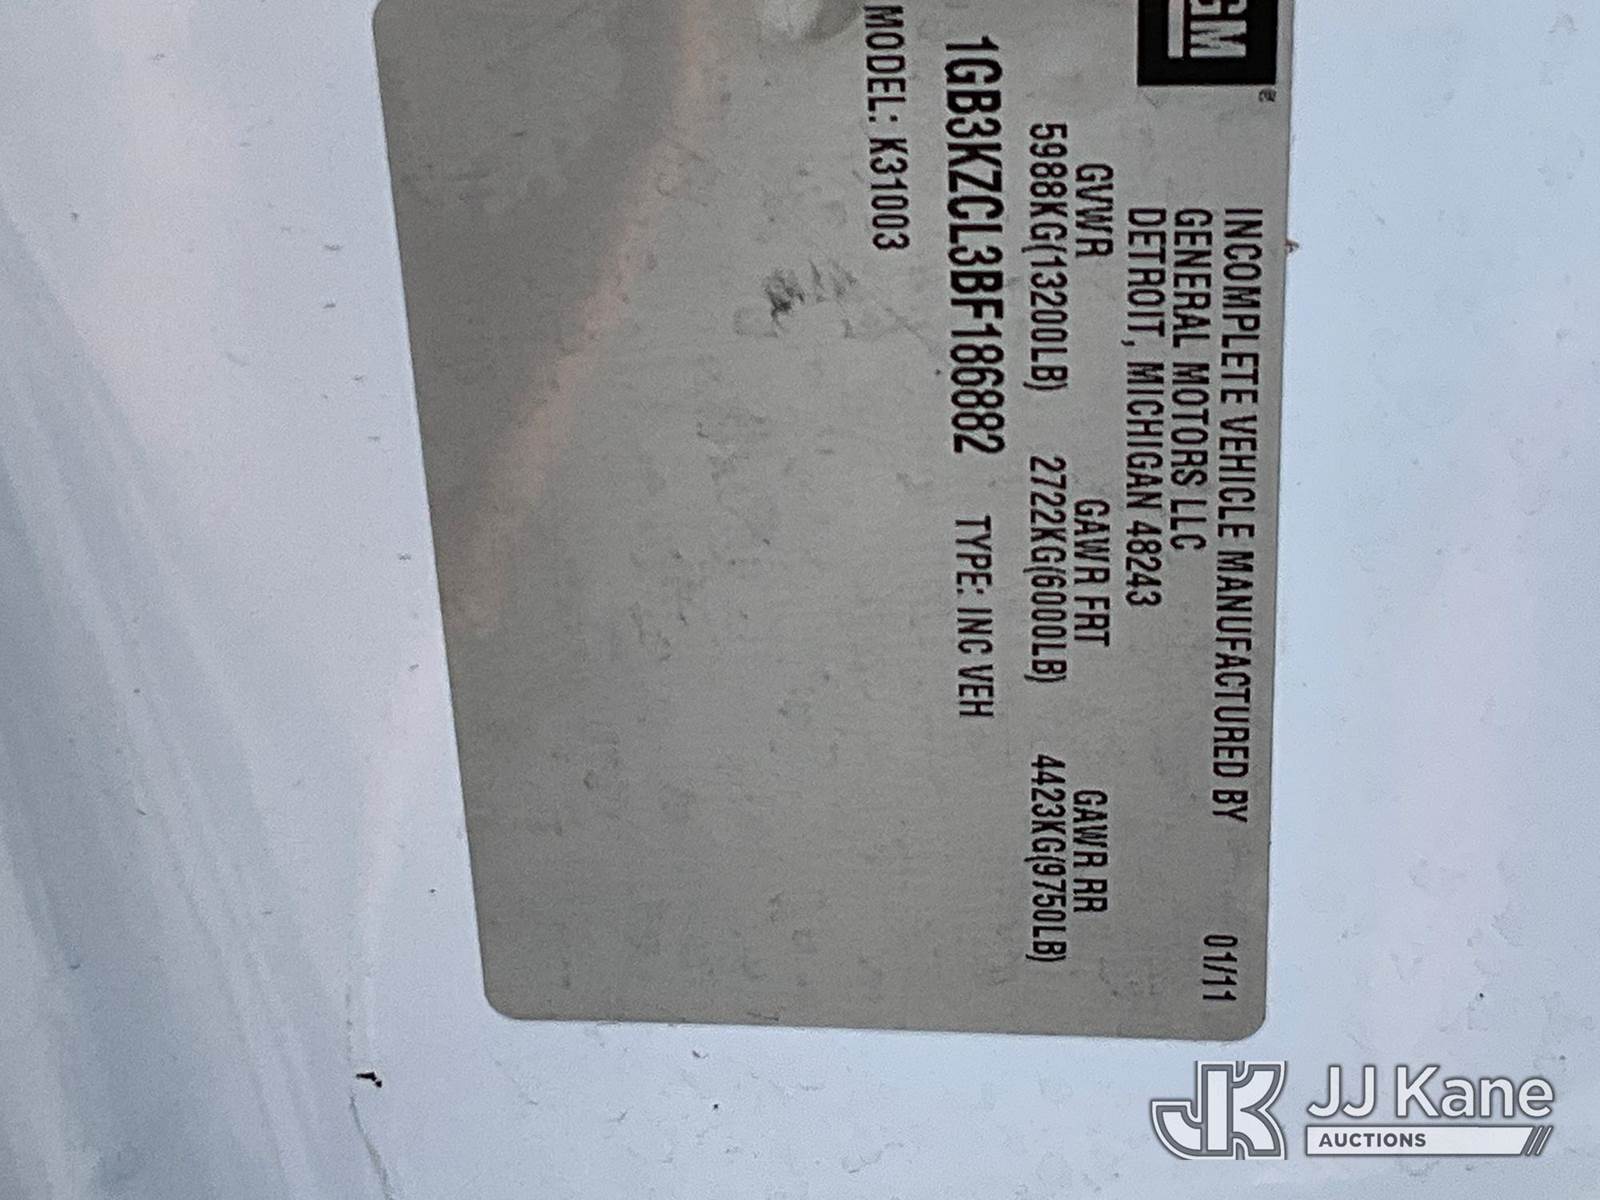 GM
INCOMPLETE VEHICLE MANUFACTURED BY 01/11
GENERAL MOTORS LLC
DETROIT, MICHIGAN 48243
GVWR GAWR FRT GAWR RR
5988KG(13200LB) 2722KG(6000LB) 4423KG(9750LB)
1GB3KZCL3BF186882 TYPE: INC VEH
MODEL: K31003
JJ Kane
AUCTIONS